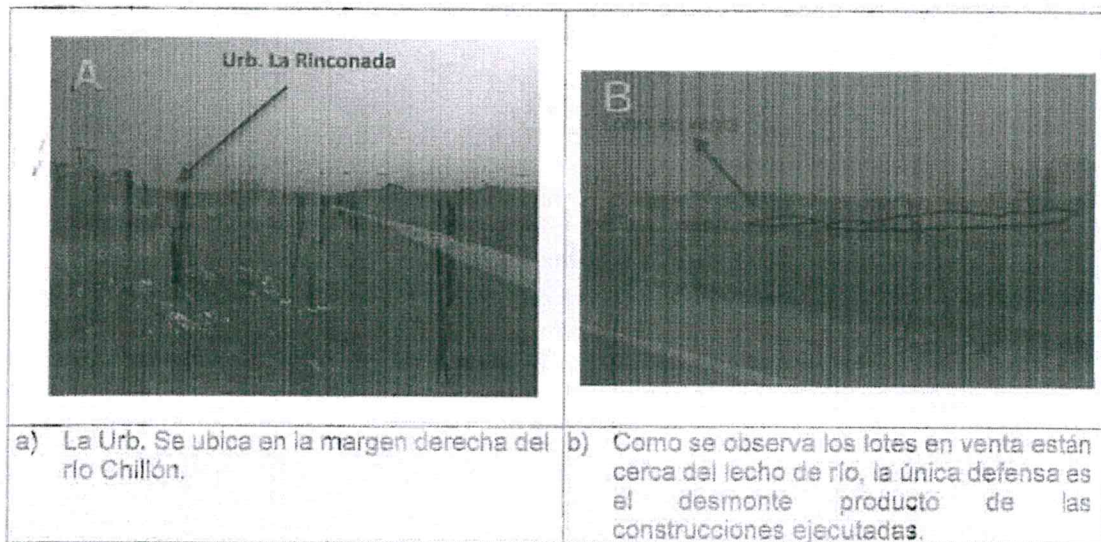 A
Urb. La Rinconada
B
a) La Urb. Se ubica en la margen derecha del
río Chillón.
b) Como se observa los lotes en venta están
cerca del lecho de río, la única defensa es
el desmonte producto de las
construcciones ejecutadas.